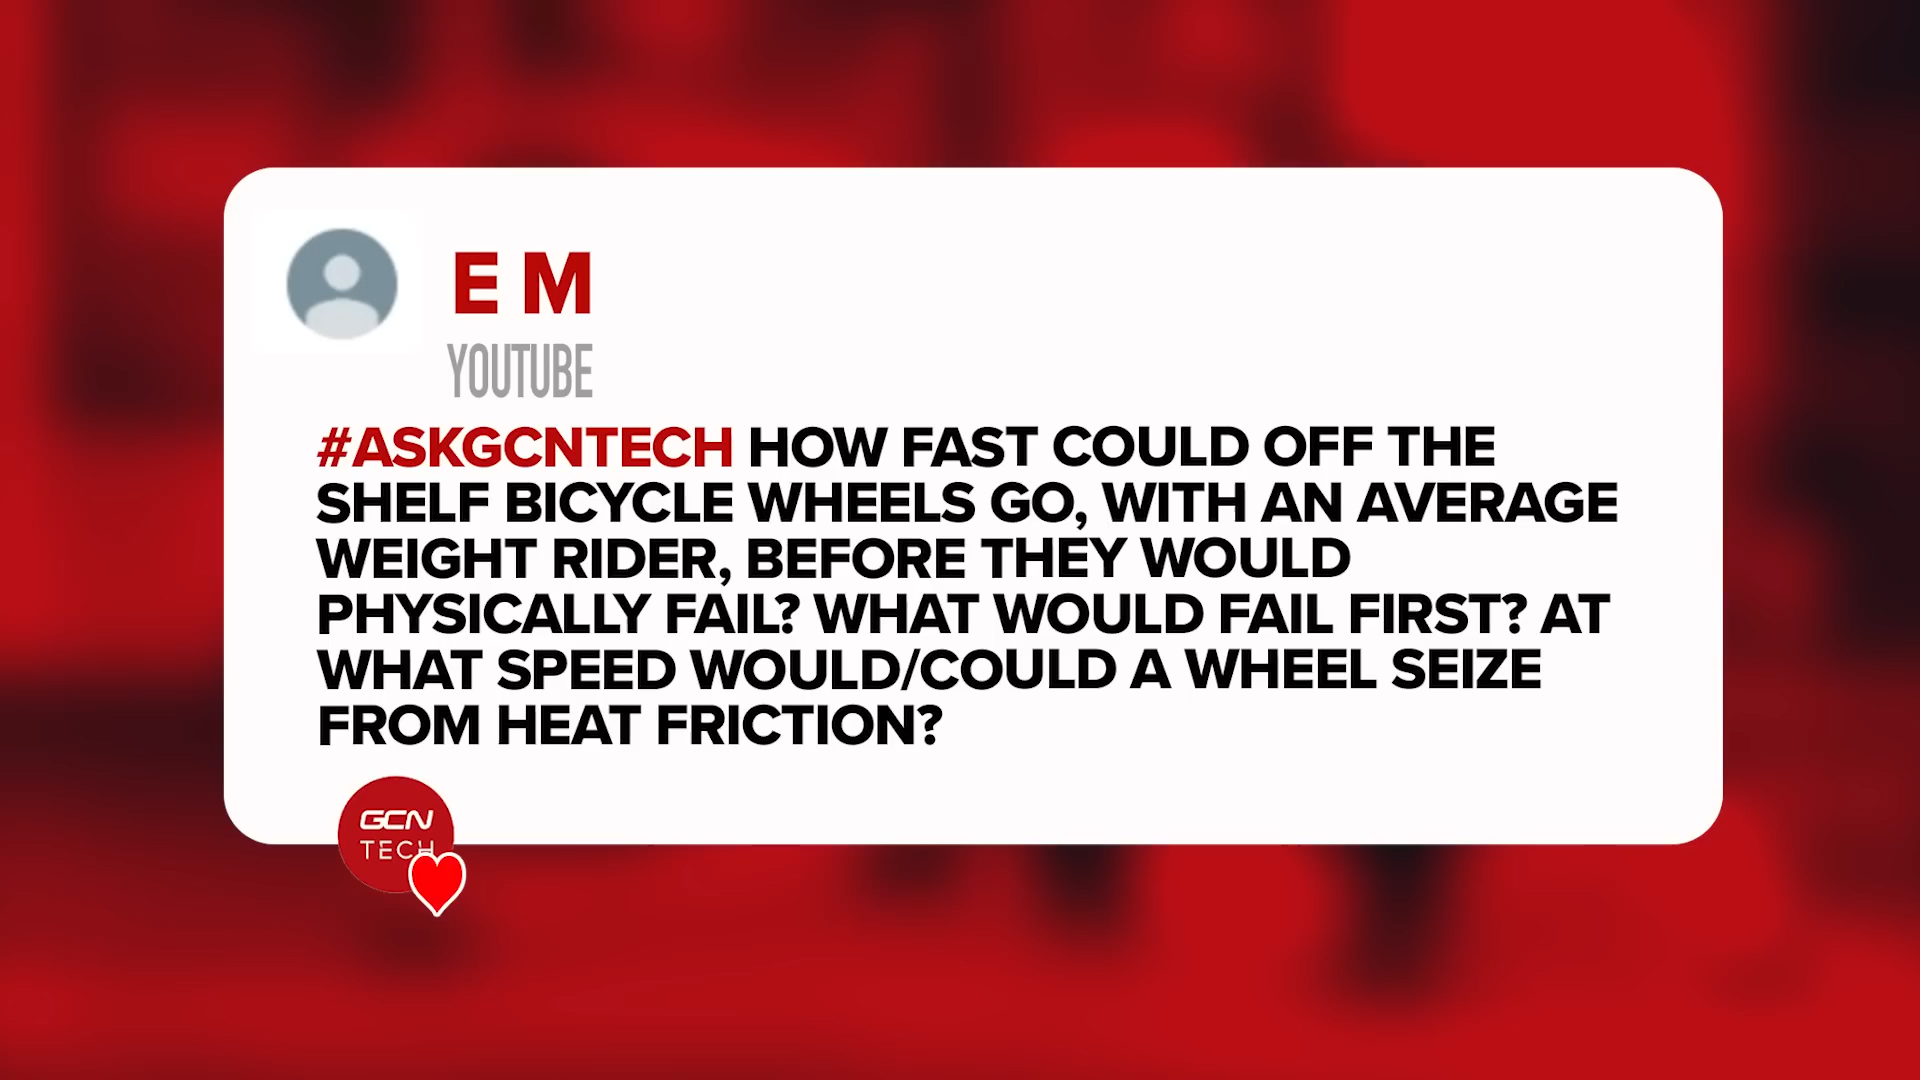 E M
YOUTUBE
#ASKGCNTECH HOW FAST COULD OFF THE
SHELF BICYCLE WHEELS GO, WITH AN AVERAGE
WEIGHT RIDER, BEFORE THEY WOULD
PHYSICALLY FAIL? WHAT WOULD FAIL FIRST? AT
WHAT SPEED WOULD/COULD A WHEEL SEIZE
FROM HEAT FRICTION?
GCN
TECH